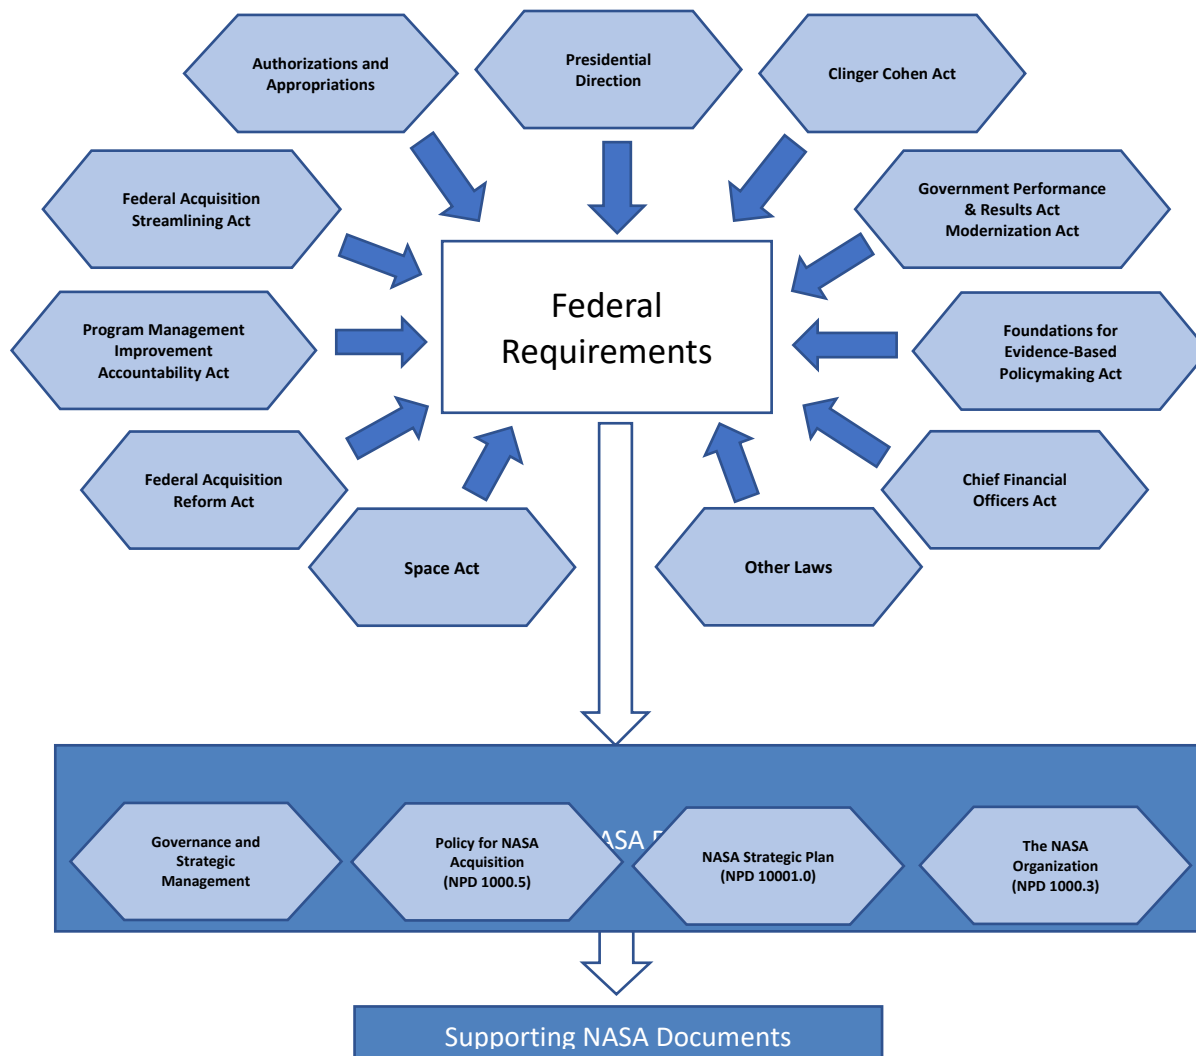 Authorizations and
Appropriations
Presidential
Direction
Clinger Cohen Act
Federal Acquisition
Streamlining Act
Government Performance
& Results Act
Modernization Act
Federal
Requirements
Program Management
Improvement
Accountability Act
Foundations for
Evidence-Based
Policymaking Act
Federal Acquisition
Reform Act
Chief Financial
Officers Act
Space Act
Other Laws
Governance and
Strategic
Management
Policy for NASA
Acquisition
(NPD 1000.5)
NASA Strategic Plan
(NPD 10001.0)
The NASA
Organization
(NPD 1000.3)
Supporting NASA Documents